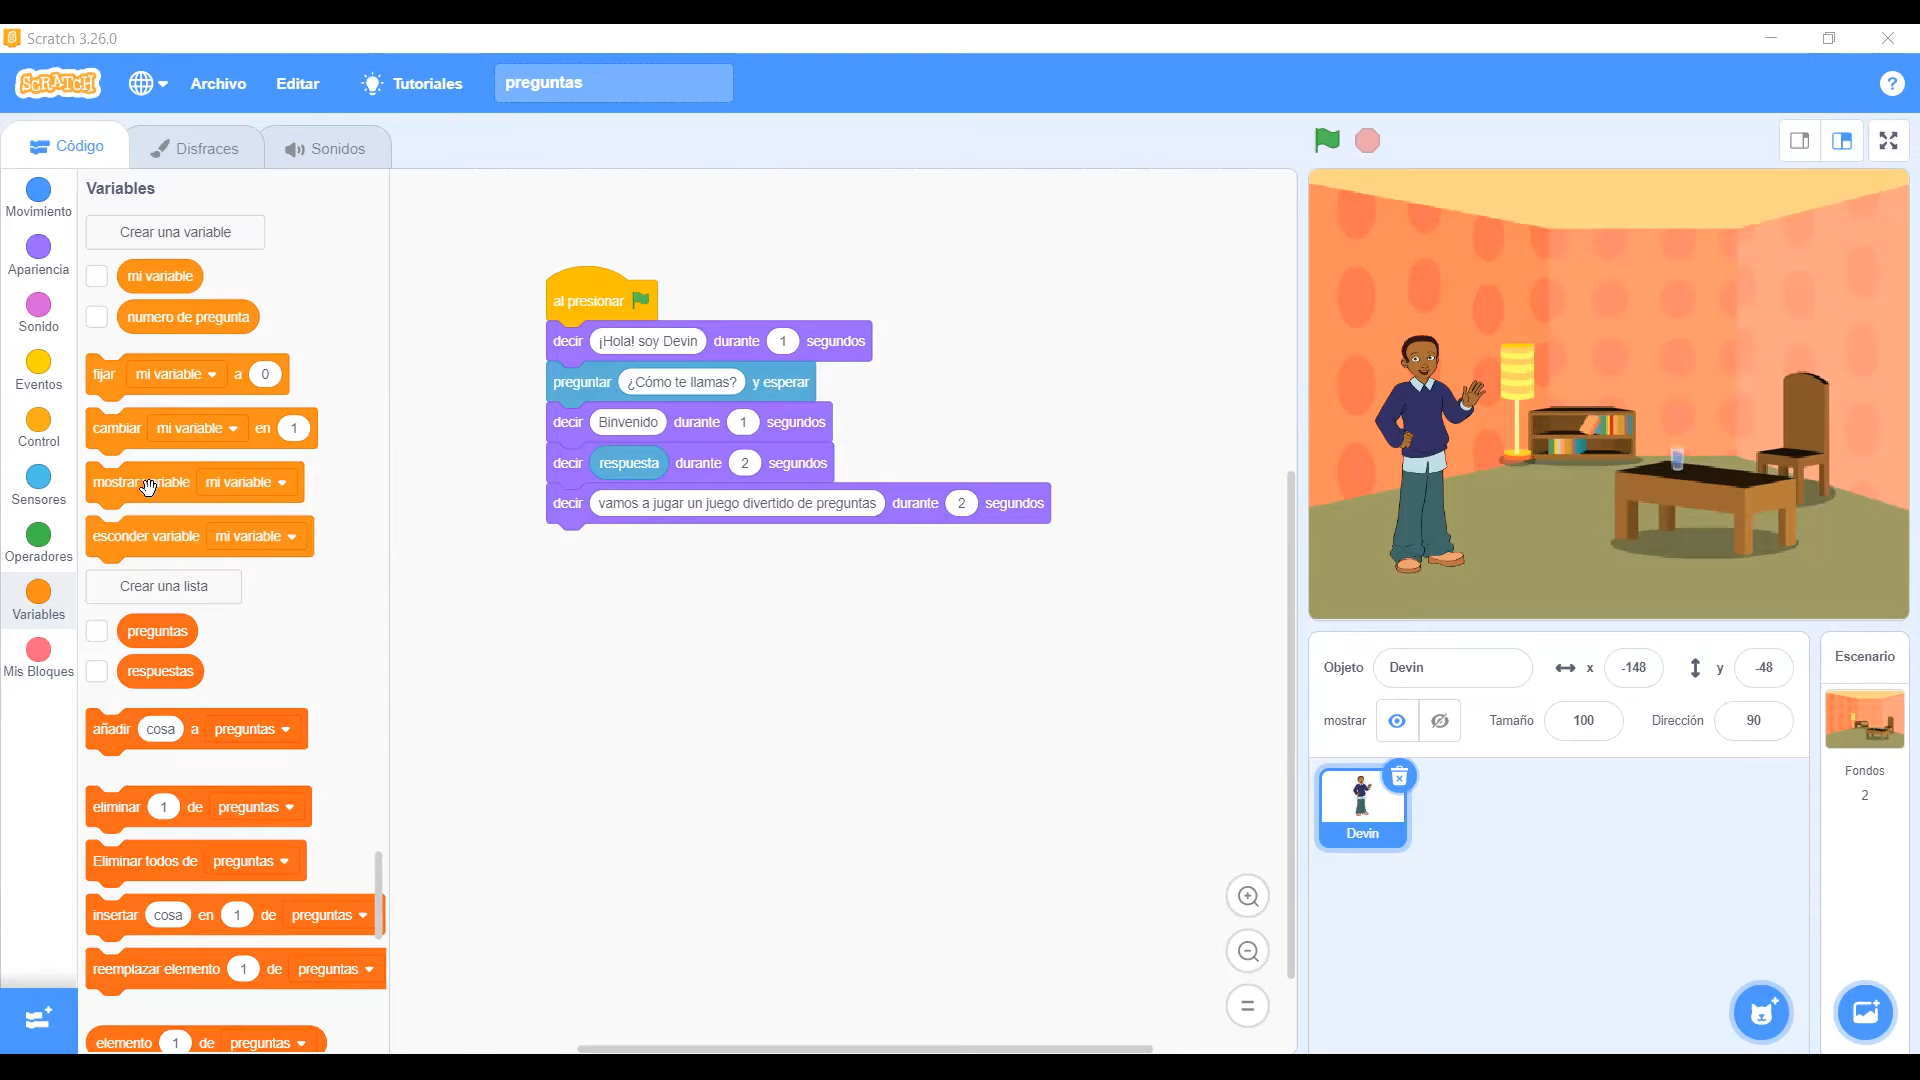 Scratch 3.26.0
SCRATCH Archivo Editar Tutoriales preguntas ?
Código Disfraces Sonidos
Movimiento
Apariencia
Sonido
Eventos
Control
Sensores
Operadores
Variables
Mis Bloques
Variables
Crear una variable
mi variable
numero de pregunta
fijar mi variable a 0
cambiar mi variable en 1
mostrar variable mi variable
esconder variable mi variable
Crear una lista
preguntas
respuestas
añadir cosa a preguntas
eliminar 1 de preguntas
Eliminar todos de preguntas
insertar cosa en 1 de preguntas
reemplazar elemento 1 de preguntas
elemento 1 de preguntas
al presionar
decir ¡Hola! soy Devin durante 1 segundos
preguntar ¿Cómo te llamas? y esperar
decir Binvenido durante 1 segundos
decir respuesta durante 2 segundos
decir vamos a jugar un juego divertido de preguntas durante 2 segundos
Objeto Devin x -148 y -48
mostrar Tamaño 100 Dirección 90
Devin
Escenario
Fondos
2